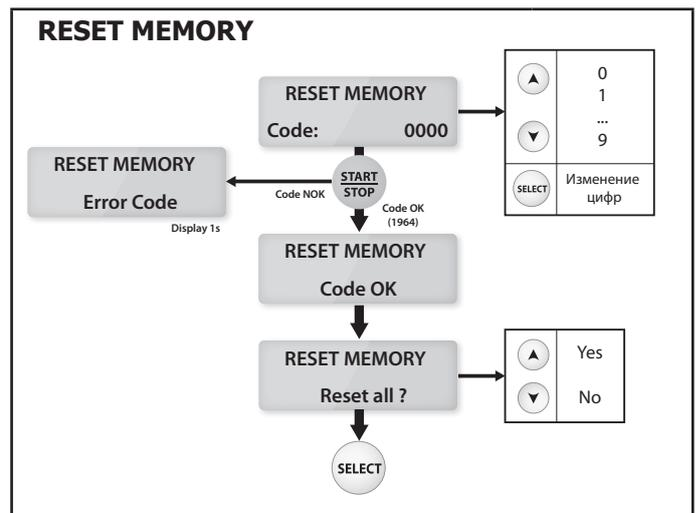 RESET MEMORY
RESET MEMORY
Code: 0000
0
1
...
9
SELECT
Изменение
цифр
START
STOP
Code NOK
RESET MEMORY
Error Code
Display 1s
Code OK
(1964)
RESET MEMORY
Code OK
RESET MEMORY
Reset all ?
Yes
No
SELECT